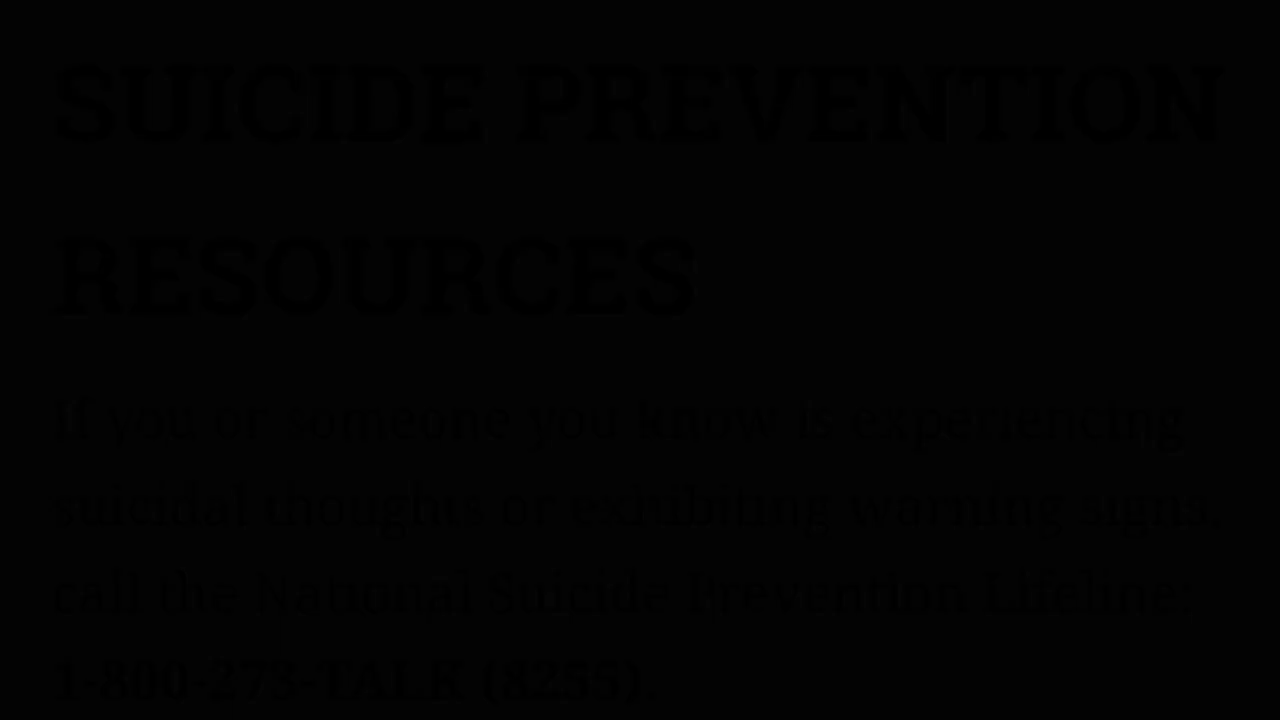 SUICIDE PREVENTION
RESOURCES
If you or someone you know is experiencing
suicidal thoughts or exhibiting warning signs,
call the National Suicide Prevention Lifeline:
1-800-273-TALK (8255).